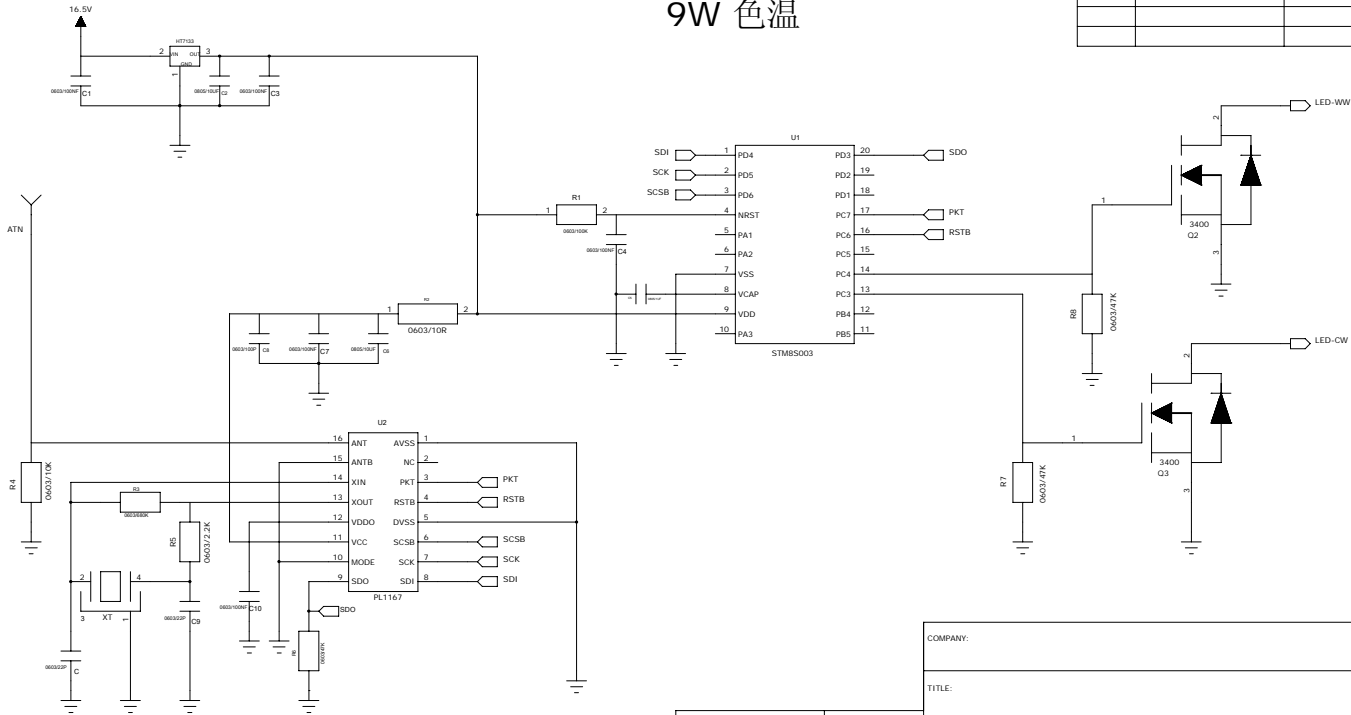 9W 色温
16.5V
HT7133
2 VIN OUT 3
GND
1
0603/100NF C1
0805/10UF C2
0603/100NF C3
ATN
U1
SDI 1 PD4
SCK 2 PD5
SCSB 3 PD6
4 NRST
5 PA1
6 PA2
7 VSS
8 VCAP
9 VDD
10 PA3
PD3 20 SDO
PD2 19
PD1 18
PC7 17 PKT
PC6 16 RSTB
PC5 15
PC4 14
PC3 13
PB4 12
PB5 11
STM8S003
R1
1 2
0603/100K
0603/100NF C4
R2
1 2
0603/10R
0603/100P C8
0603/100NF C7
0805/10UF C6
LED-WW
2
1
3400
Q2
3
R8
0603/47K
LED-CW
2
1
3400
Q3
3
R7
0603/47K
U2
16 ANT
15 ANTB
14 XIN
13 XOUT
12 VDDO
11 VCC
10 MODE
9 SDO
AVSS 1
NC 2
PKT 3 PKT
RSTB 4 RSTB
DVSS 5
SCSB 6 SCSB
SCK 7 SCK
SDI 8 SDI
PL1167
R4
0603/10K
R3
0603/680K
R5
0603/2.2K
2 4
3 XT 1
0603/22P C9
0603/22P C
0603/100NF C10
SDO
R6
0603/47K
COMPANY:
TITLE: